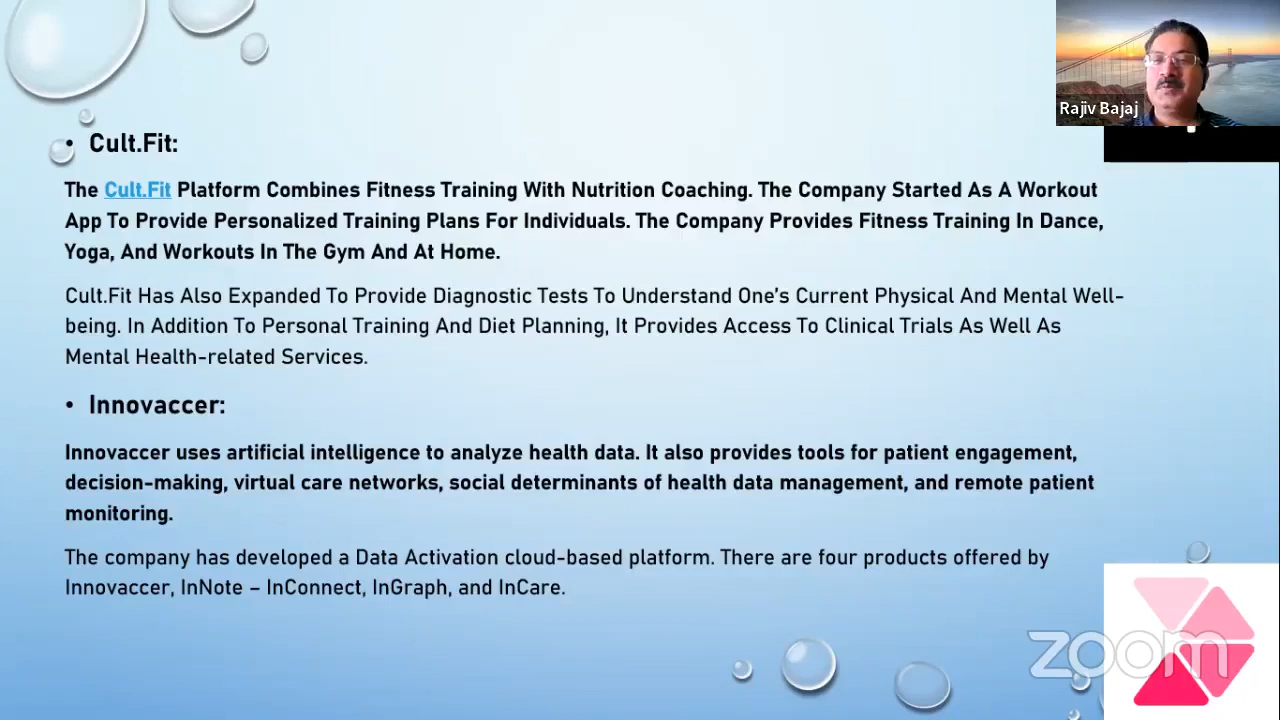 Rajiv Bajaj
• Cult.Fit:
The Cult.Fit Platform Combines Fitness Training With Nutrition Coaching. The Company Started As A Workout
App To Provide Personalized Training Plans For Individuals. The Company Provides Fitness Training In Dance,
Yoga, And Workouts In The Gym And At Home.
Cult.Fit Has Also Expanded To Provide Diagnostic Tests To Understand One's Current Physical And Mental Well-
being. In Addition To Personal Training And Diet Planning, It Provides Access To Clinical Trials As Well As
Mental Health-related Services.
• Innovaccer:
Innovaccer uses artificial intelligence to analyze health data. It also provides tools for patient engagement,
decision-making, virtual care networks, social determinants of health data management, and remote patient
monitoring.
The company has developed a Data Activation cloud-based platform. There are four products offered by
Innovaccer, InNote – InConnect, InGraph, and InCare.
zoom